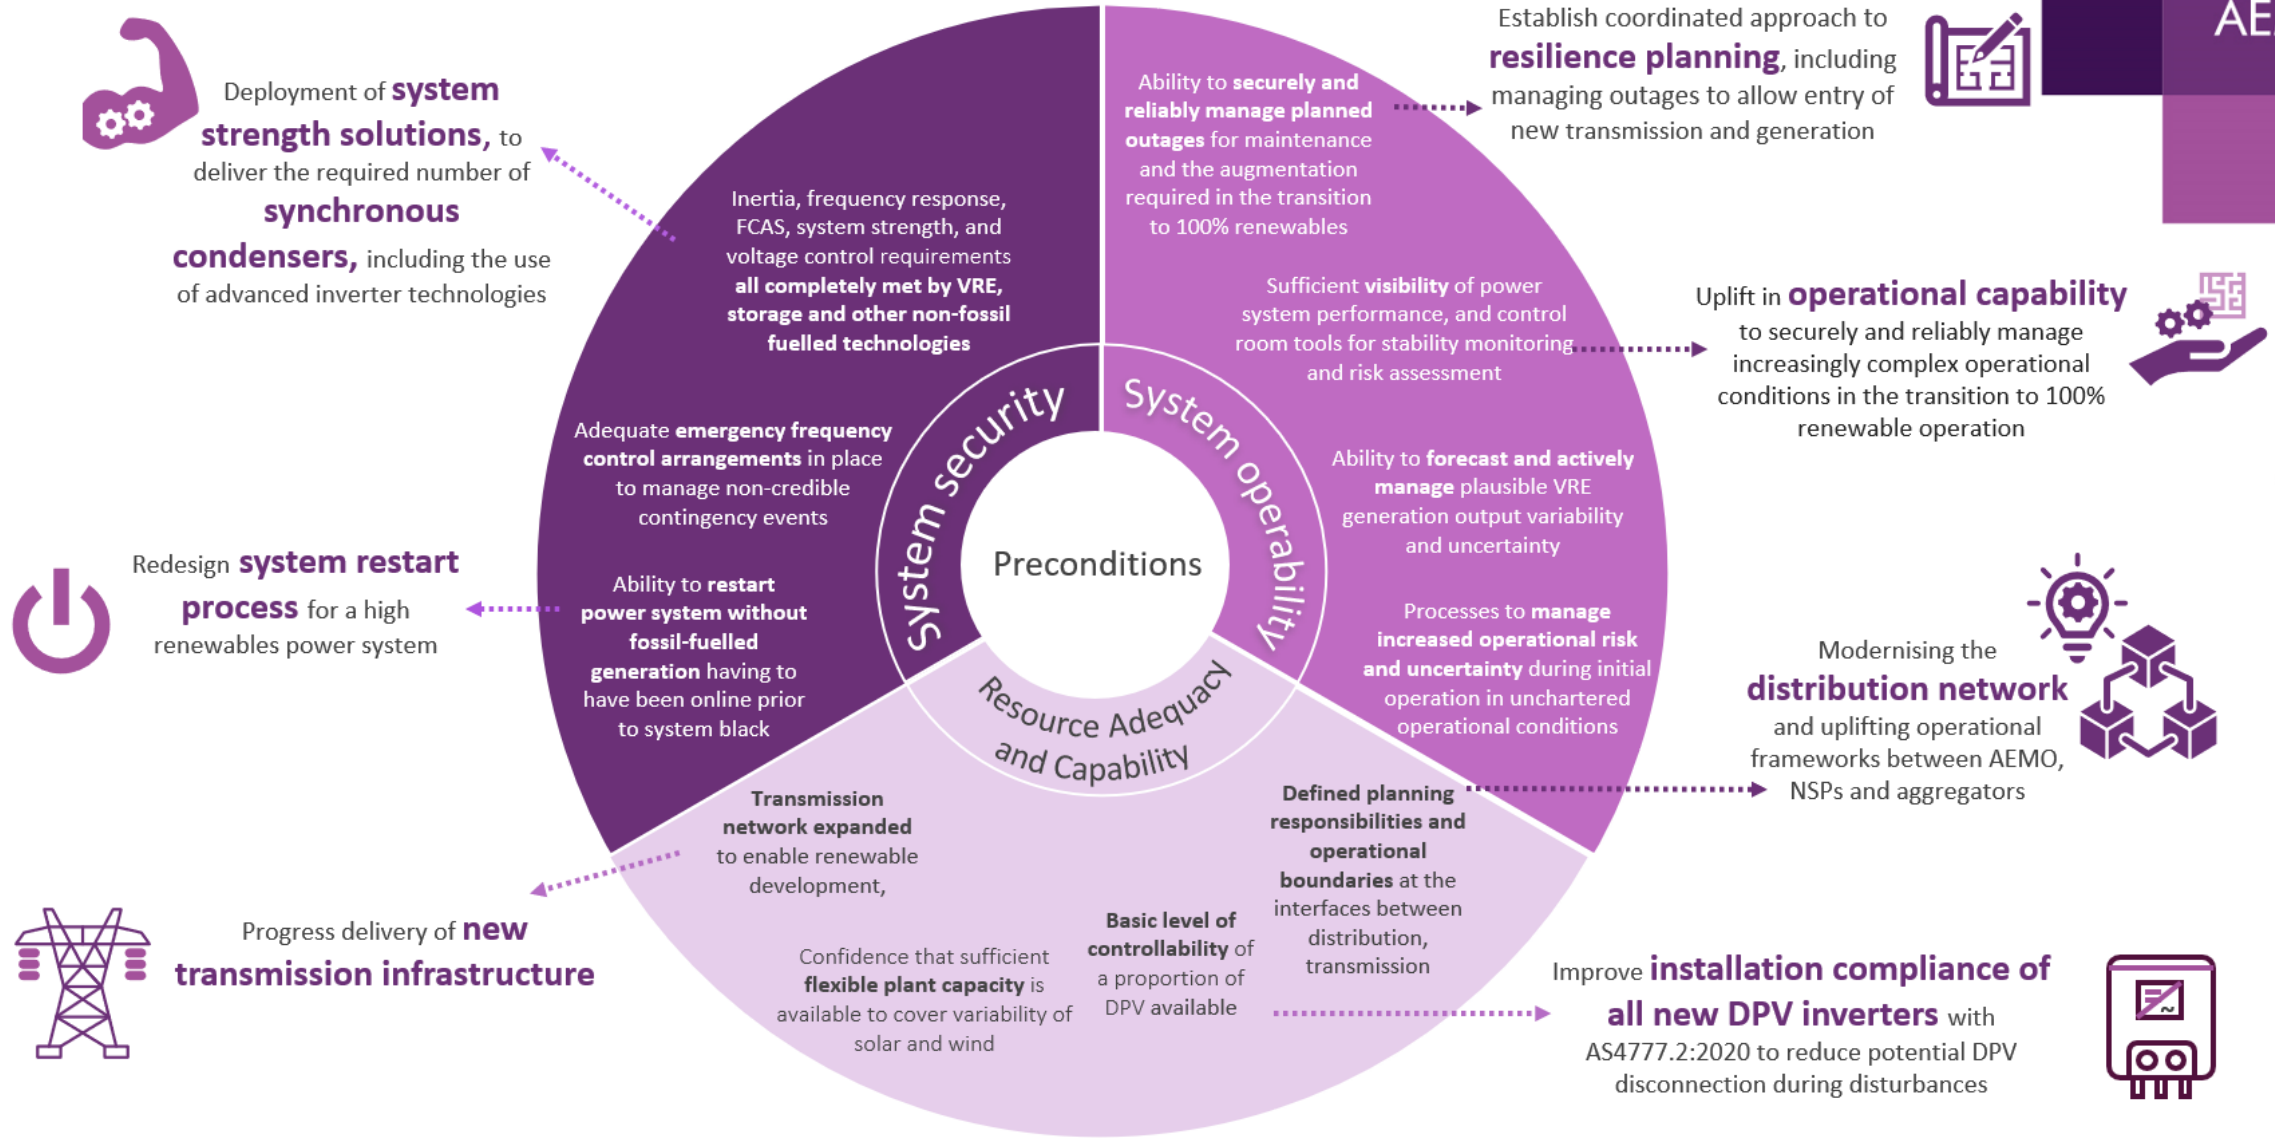 Deployment of system
strength solutions, to
deliver the required number of
synchronous
condensers, including the use
of advanced inverter technologies
Redesign system restart
process for a high
renewables power system
Progress delivery of new
transmission infrastructure
Inertia, frequency response,
FCAS, system strength, and
voltage control requirements
all completely met by VRE,
storage and other non-fossil
fuelled technologies
Adequate emergency frequency
control arrangements in place
to manage non-credible
contingency events
Ability to restart
power system without
fossil-fuelled
generation having to
have been online prior
to system black
System security
Preconditions
System operability
Resource Adequacy
and Capability
Ability to securely and
reliably manage planned
outages for maintenance
and the augmentation
required in the transition
to 100% renewables
Sufficient visibility of power
system performance, and control
room tools for stability monitoring
and risk assessment
Ability to forecast and actively
manage plausible VRE
generation output variability
and uncertainty
Processes to manage
increased operational risk
and uncertainty during initial
operation in unchartered
operational conditions
Transmission
network expanded
to enable renewable
development,
Confidence that sufficient
flexible plant capacity is
available to cover variability of
solar and wind
Basic level of
controllability of
a proportion of
DPV available
Defined planning
responsibilities and
operational
boundaries at the
interfaces between
distribution,
transmission
Establish coordinated approach to
resilience planning, including
managing outages to allow entry of
new transmission and generation
Uplift in operational capability
to securely and reliably manage
increasingly complex operational
conditions in the transition to 100%
renewable operation
Modernising the
distribution network
and uplifting operational
frameworks between AEMO,
NSPs and aggregators
Improve installation compliance of
all new DPV inverters with
AS4777.2:2020 to reduce potential DPV
disconnection during disturbances